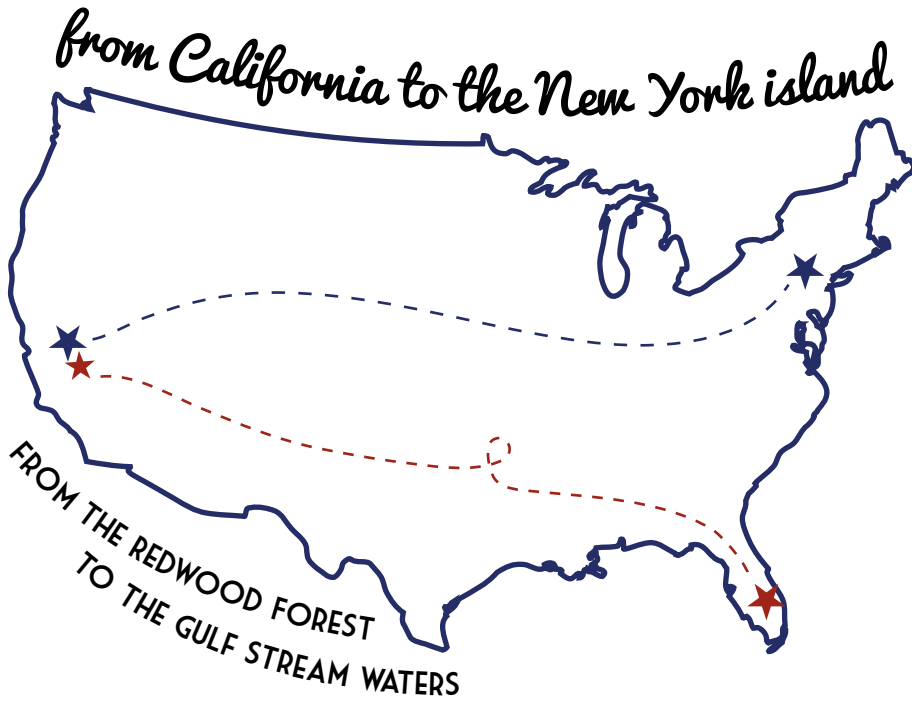 from California to the New York island
FROM THE REDWOOD FOREST
TO THE GULF STREAM WATERS